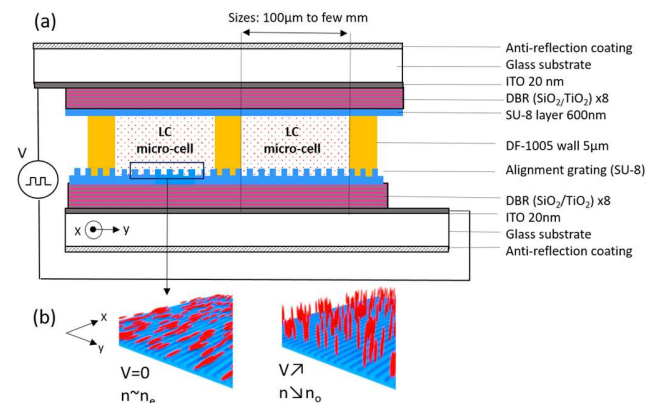 (a)
Sizes: 100µm to few mm
Anti-reflection coating
Glass substrate
ITO 20 nm
DBR (SiO₂/TiO₂) x8
SU-8 layer 600nm
LC
micro-cell
LC
micro-cell
DF-1005 wall 5µm
V
Alignment grating (SU-8)
DBR (SiO₂/TiO₂) x8
ITO 20nm
x
y
Glass substrate
Anti-reflection coating
(b)
x
y
V=0
n~nₑ
V↗
n↘nₒ